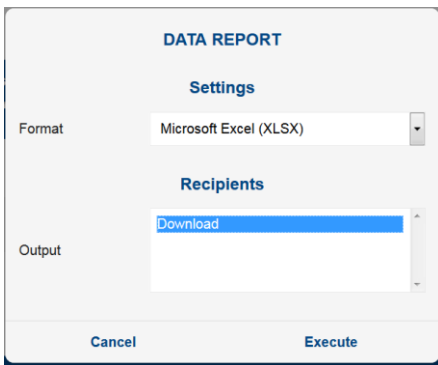 DATA REPORT
Settings
Format Microsoft Excel (XLSX)
Recipients
Download
Output
Cancel Execute